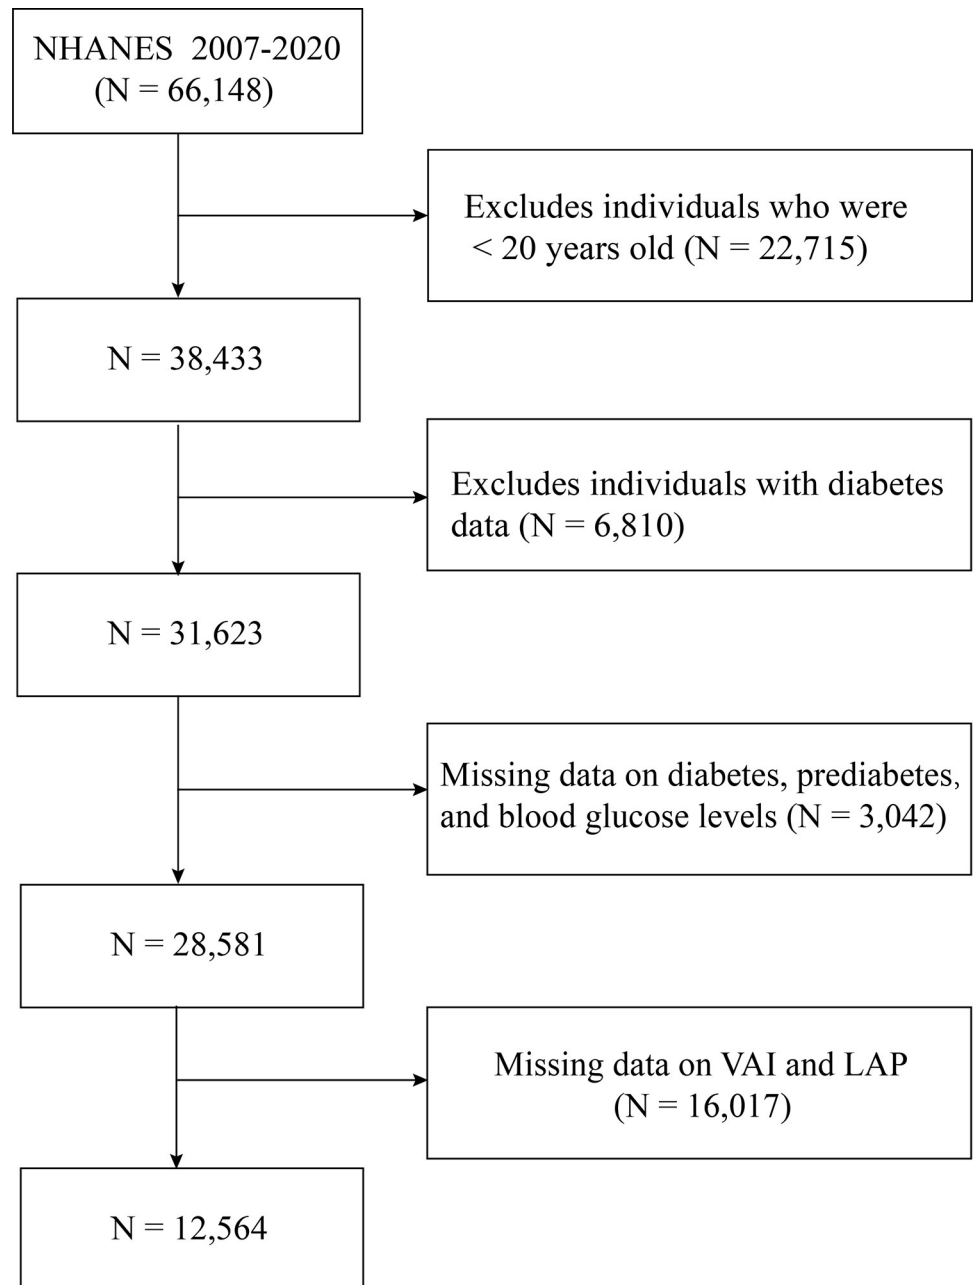 NHANES 2007-2020
(N = 66,148)
Excludes individuals who were
< 20 years old (N = 22,715)
N = 38,433
Excludes individuals with diabetes
data (N = 6,810)
N = 31,623
Missing data on diabetes, prediabetes,
and blood glucose levels (N = 3,042)
N = 28,581
Missing data on VAI and LAP
(N = 16,017)
N = 12,564